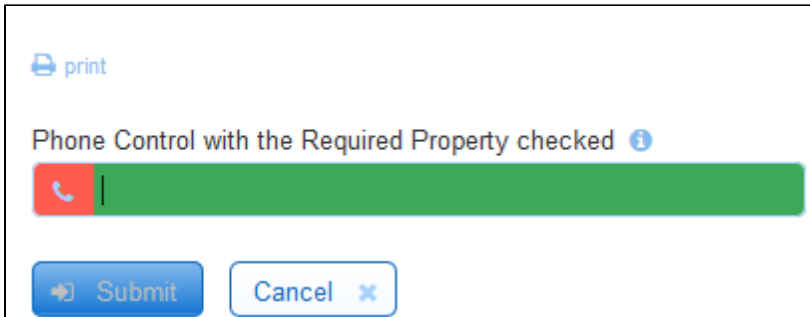 print
Phone Control with the Required Property checked
Submit
Cancel